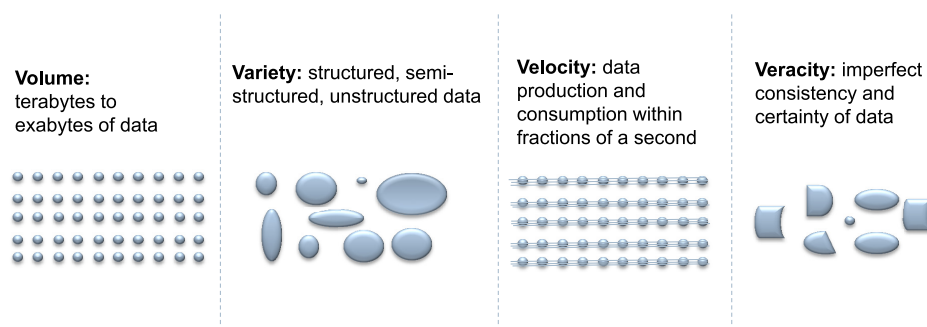 Volume:
terabytes to
exabytes of data
Variety: structured, semi-
structured, unstructured data
Velocity: data
production and
consumption within
fractions of a second
Veracity: imperfect
consistency and
certainty of data